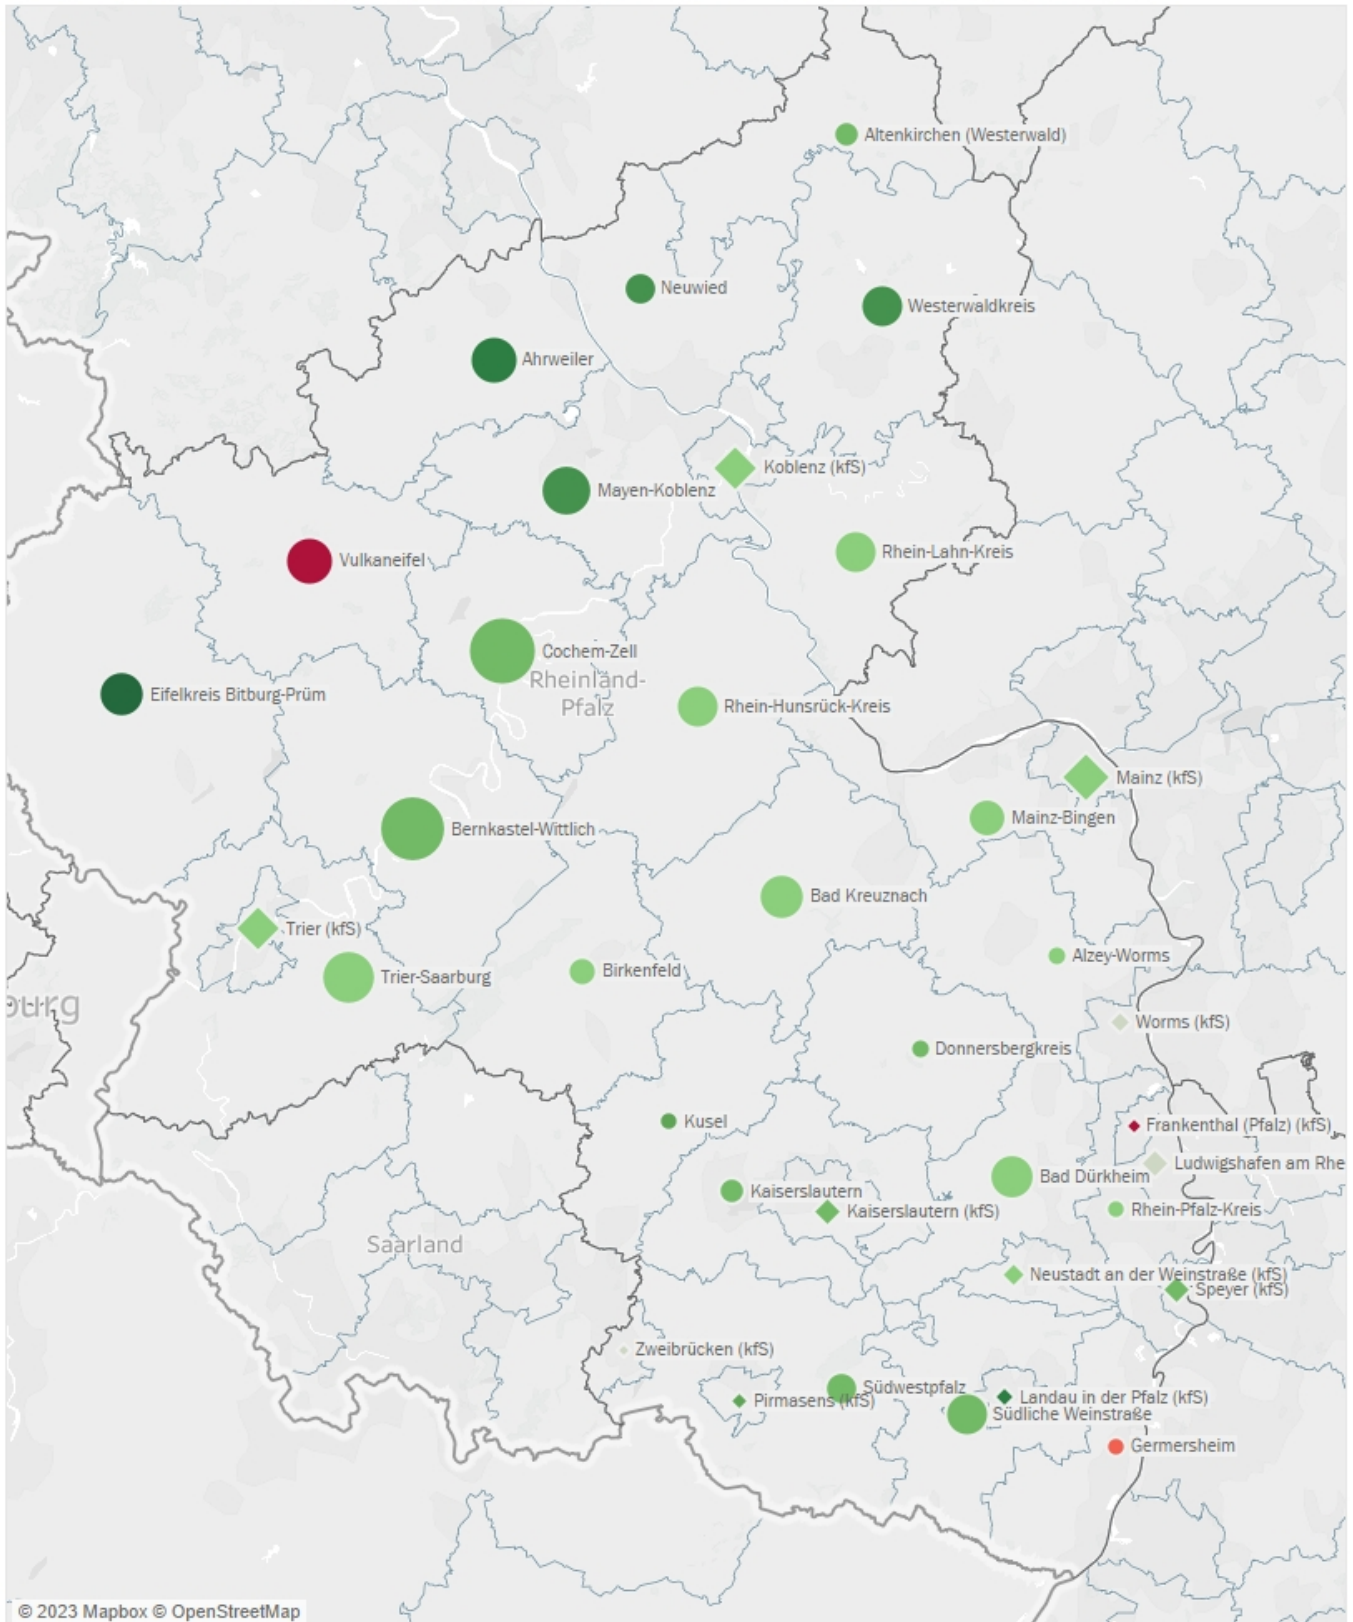 Altenkirchen (Westerwald)
Neuwied
Westerwaldkreis
Ahrweiler
Koblenz (kfS)
Mayen-Koblenz
Rhein-Lahn-Kreis
Vulkaneifel
Cochem-Zell
Rheinland-
Pfalz
Eifelkreis Bitburg-Prüm
Rhein-Hunsrück-Kreis
Mainz (kfS)
Mainz-Bingen
Bernkastel-Wittlich
Bad Kreuznach
Trier (kfS)
Alzey-Worms
Birkenfeld
Trier-Saarburg
burg
Worms (kfS)
Donnersbergkreis
Kusel
Frankenthal (Pfalz) (kfS)
Ludwigshafen am Rhe
Bad Dürkheim
Kaiserslautern
Rhein-Pfalz-Kreis
Kaiserslautern (kfS)
Saarland
Neustadt an der Weinstraße (kfS)
Speyer (kfS)
Zweibrücken (kfS)
Südwestpfalz
Pirmasens (kfS)
Landau in der Pfalz (kfS)
Südliche Weinstraße
Germersheim
© 2023 Mapbox © OpenStreetMap